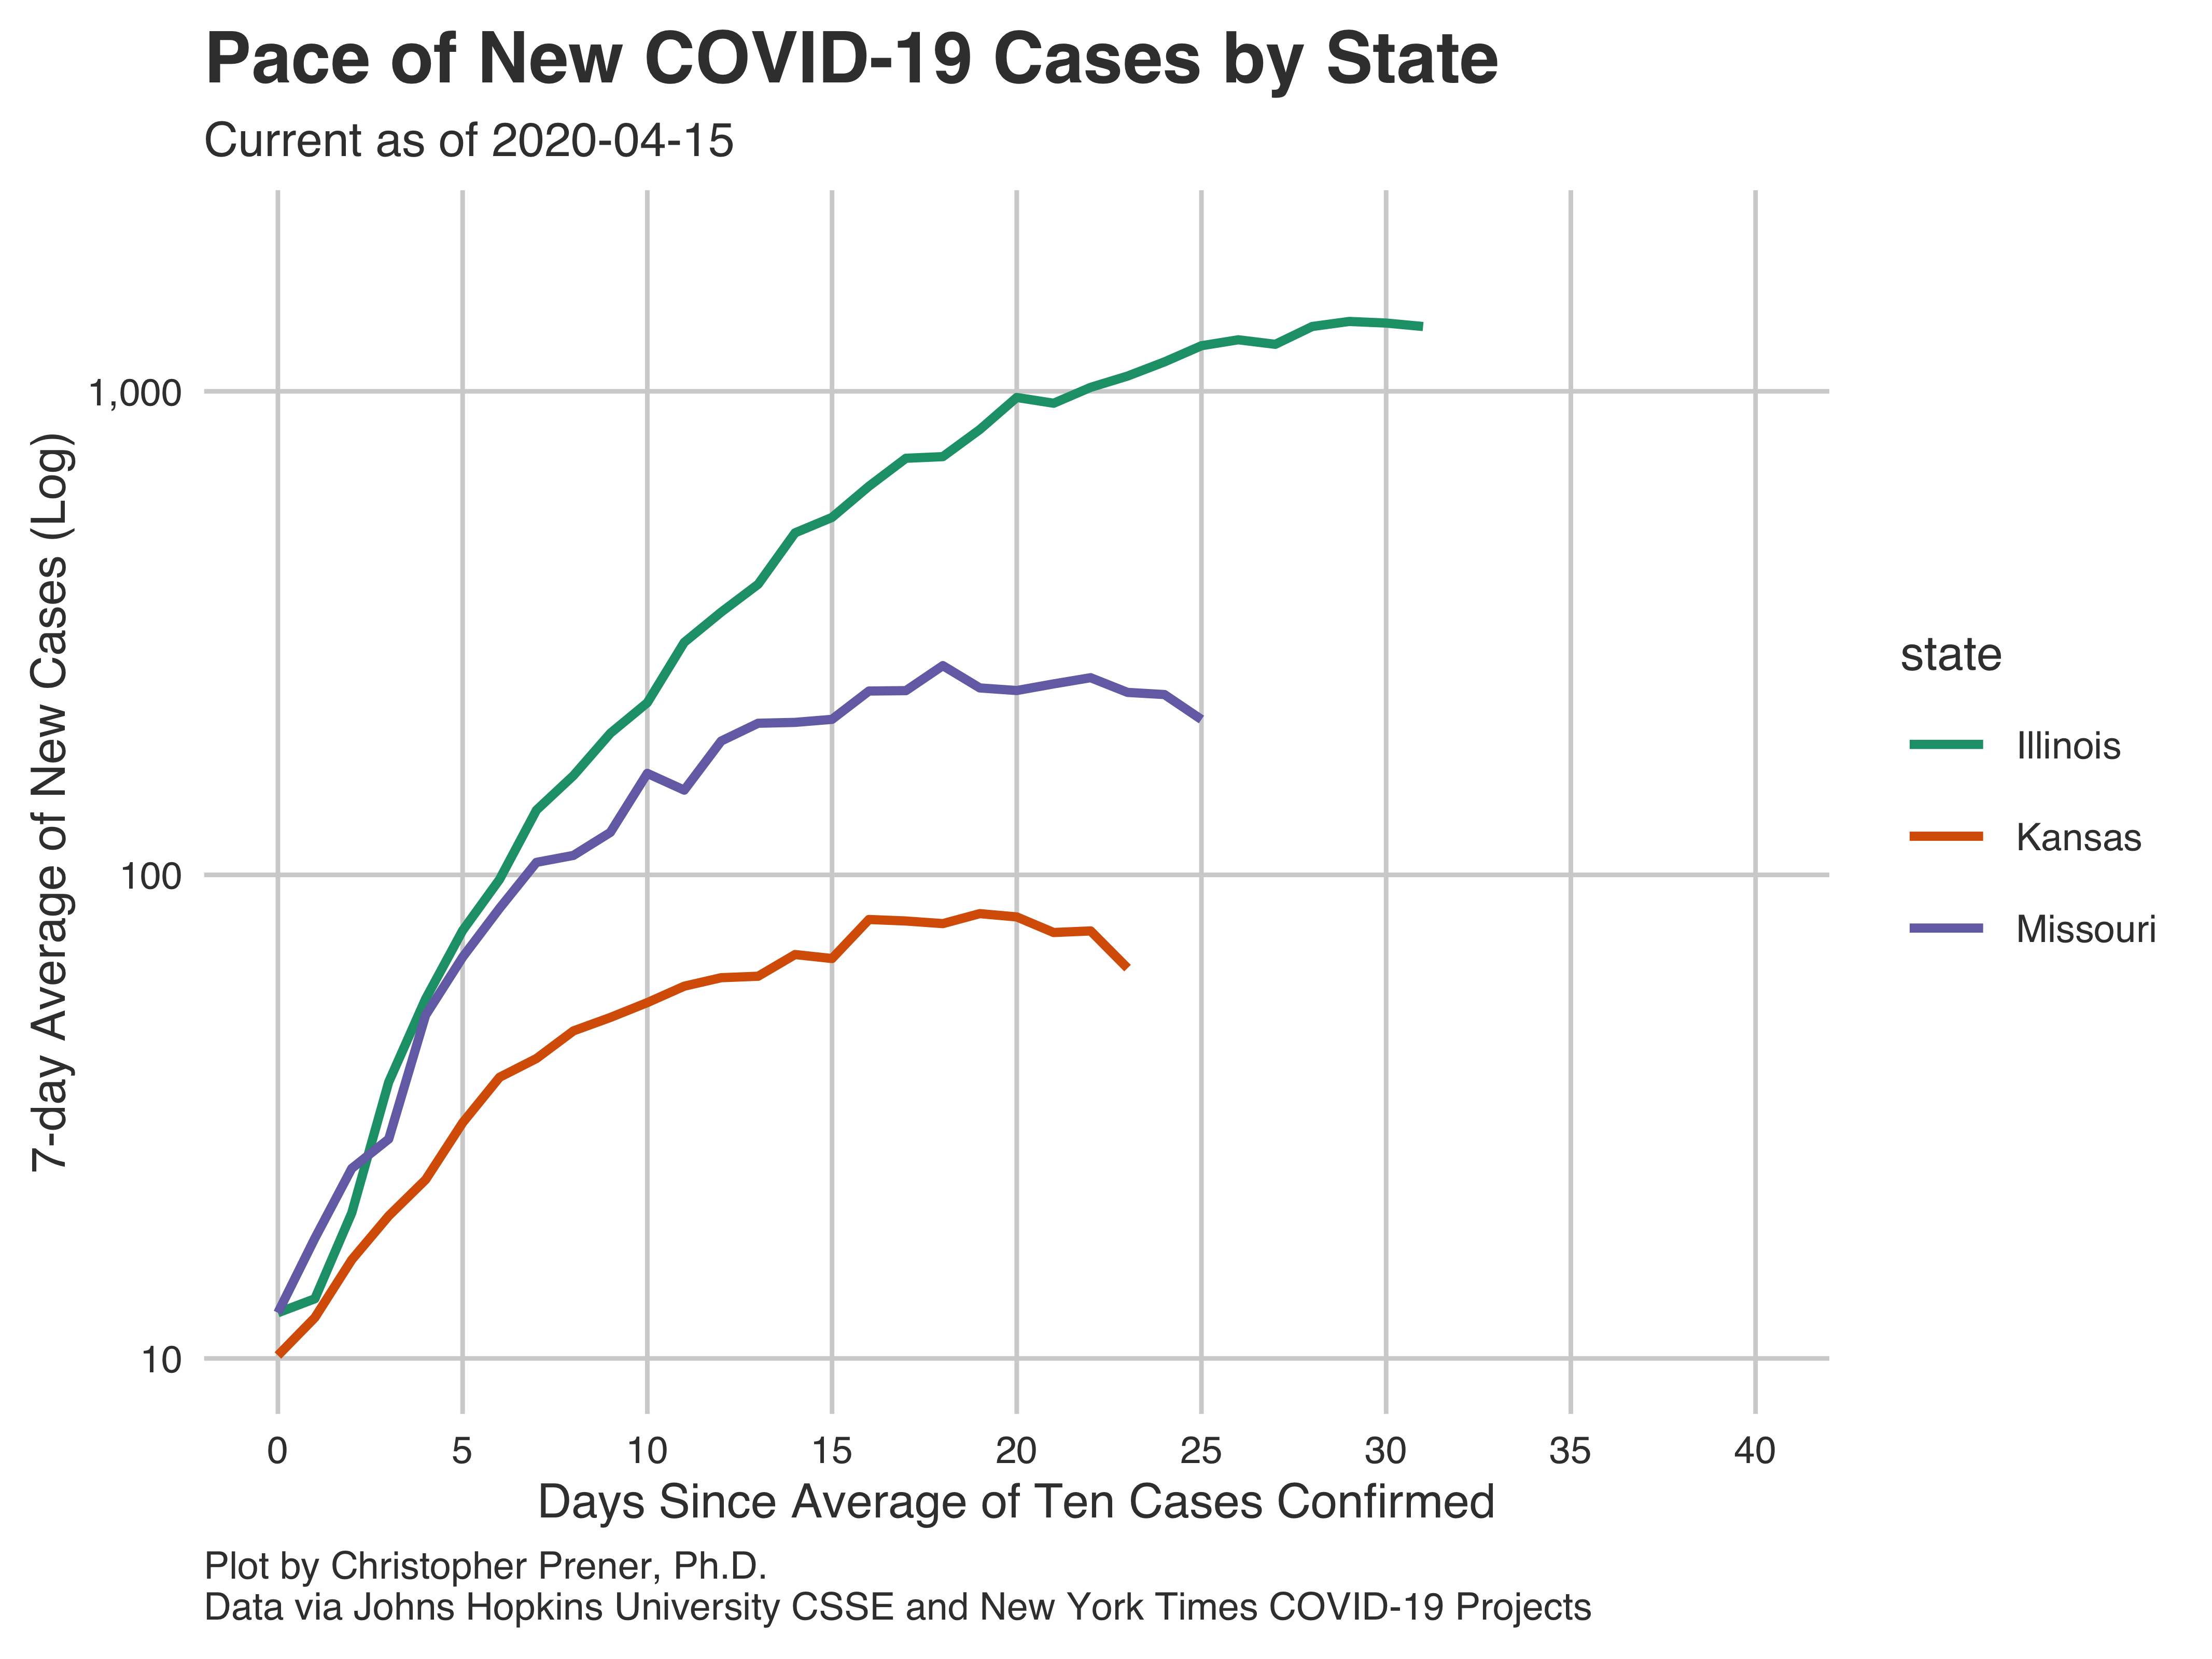 Pace of New COVID-19 Cases by State
Current as of 2020-04-15
7-day Average of New Cases (Log)
1,000
100
10
0 5 10 15 20 25 30 35 40
Days Since Average of Ten Cases Confirmed
state
Illinois
Kansas
Missouri
Plot by Christopher Prener, Ph.D.
Data via Johns Hopkins University CSSE and New York Times COVID-19 Projects